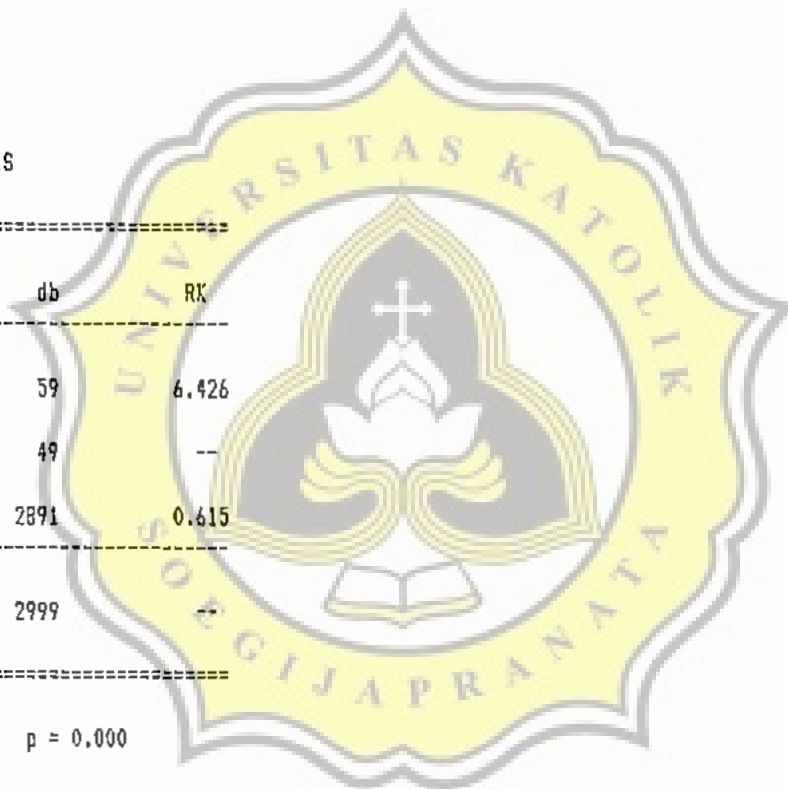 S
db RK
59 6.426
49 --
2891 0.615
2999 --
p = 0.000
UNIVERSITAS KATOLIK
SOEGIJAPRANATA